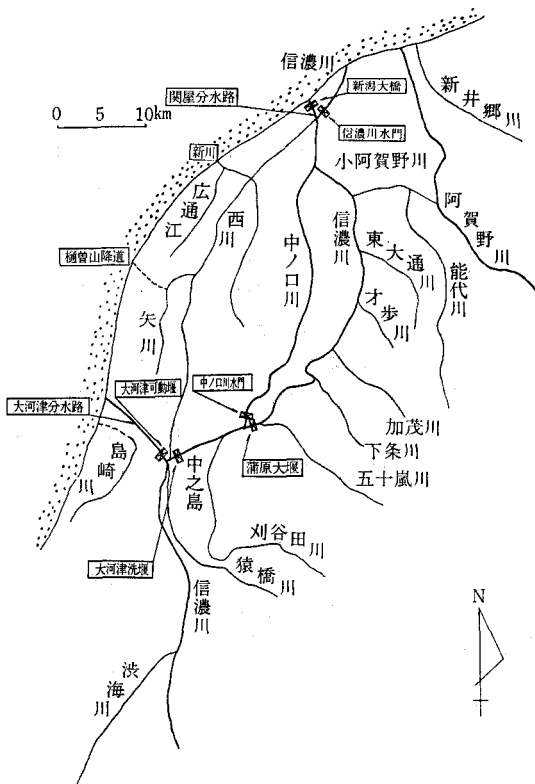 信濃川
新潟大橋
関屋分水路
新井郷川
0 5 10km
信濃川水門
小阿賀野川
新川
広通江
西川
中ノ口川
信濃川
東大通川
阿賀野川
能代川
樋曽山隧道
矢川
才歩川
大河津可動堰
中ノ口川水門
大河津分水路
加茂川
下条川
島崎川
中之島
蒲原大堰
五十嵐川
刈谷田川
猿橋川
大河津洗堰
信濃川
N
渋海川